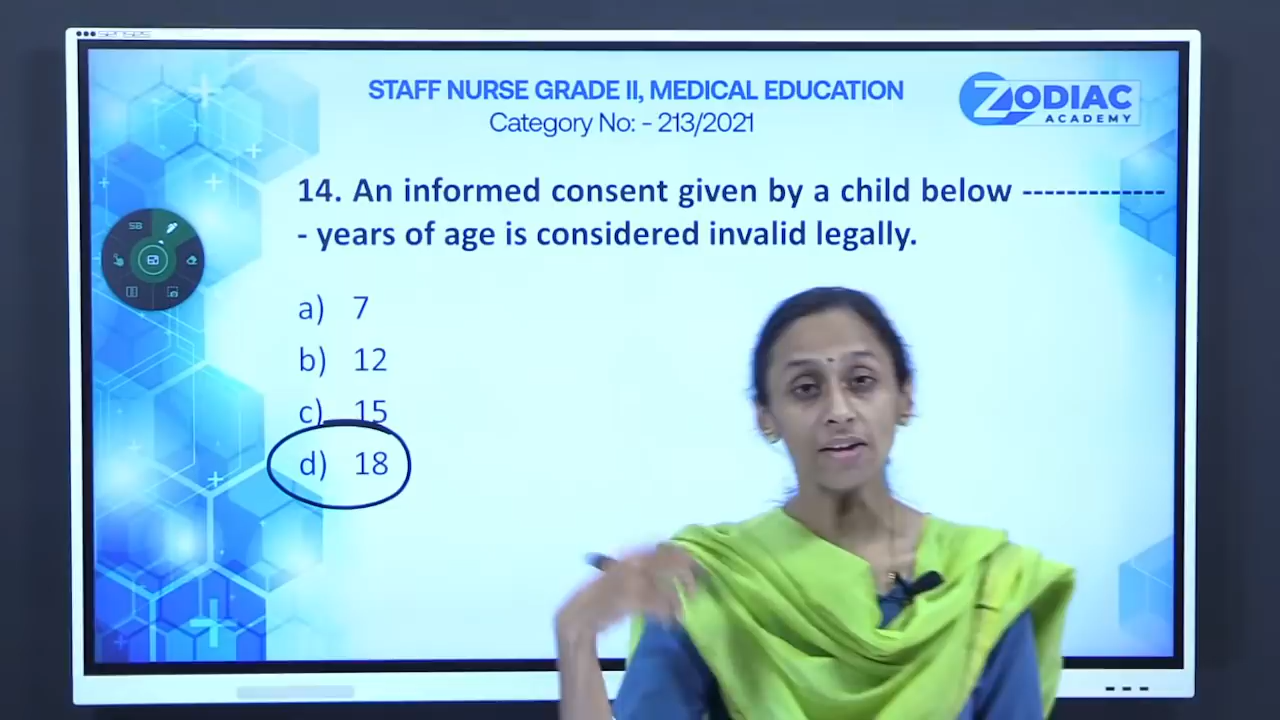 senses
STAFF NURSE GRADE II, MEDICAL EDUCATION
Category No: - 213/2021
ZODIAC
ACADEMY
14. An informed consent given by a child below -------------
- years of age is considered invalid legally.
a) 7
b) 12
c) 15
d) 18